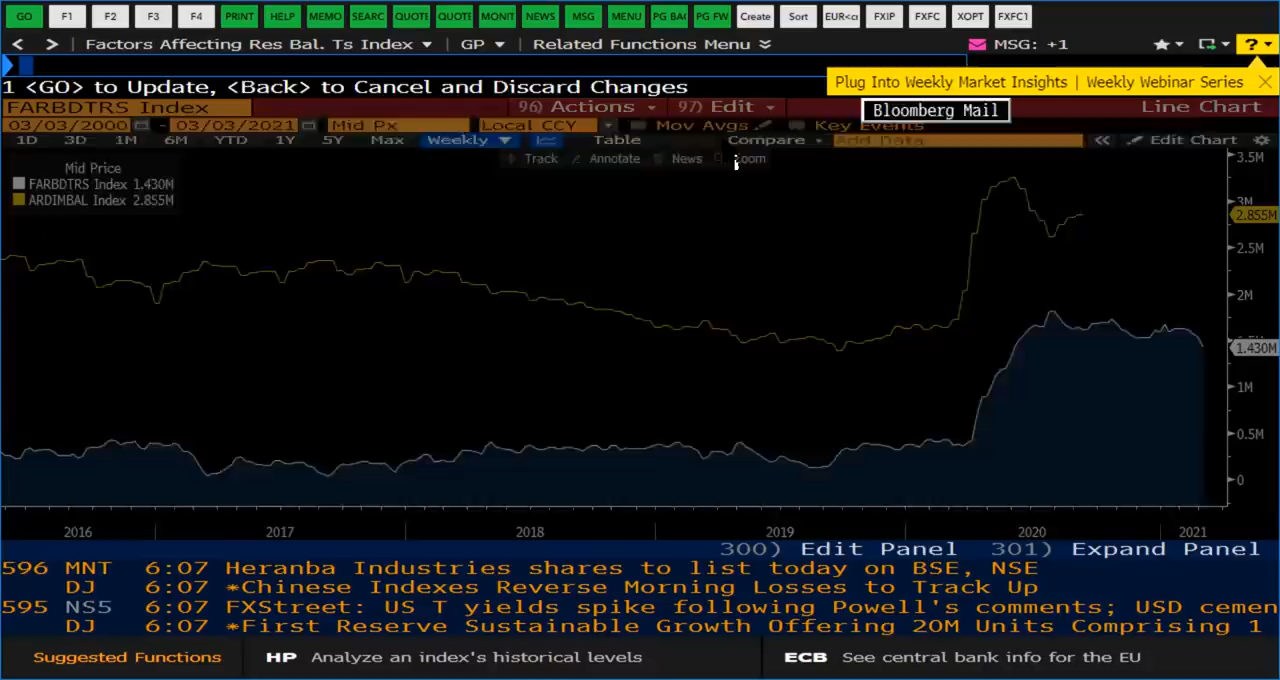 GO F1 F2 F3 F4 PRINT HELP MEMO SEARC QUOTE QUOTE MONIT NEWS MSG MENU PG BAC PG FW Create Sort EUR<c FXIP FXFC XOPT FXFC1
< > Factors Affecting Res Bal. Ts Index GP Related Functions Menu MSG: +1 ?
1 <GO> to Update, <Back> to Cancel and Discard Changes
Plug Into Weekly Market Insights | Weekly Webinar Series
FARBDTRS Index 96) Actions 97) Edit Bloomberg Mail Line Chart
03/03/2000 - 03/03/2021 Mid Px Local CCY Mov Avgs Key Events
1D 3D 1M 6M YTD 1Y 5Y Max Weekly Table Compare Add Data Edit Chart
Track Annotate News Zoom
Mid Price
FARBDTRS Index 1.430M
ARDIMBAL Index 2.855M
3.5M
3M
2.855M
2.5M
2M
1.430M
1M
0.5M
0
2016 2017 2018 2019 2020 2021
300) Edit Panel 301) Expand Panel
596 MNT 6:07 Heranba Industries shares to list today on BSE, NSE
DJ 6:07 *Chinese Indexes Reverse Morning Losses to Track Up
595 NS5 6:07 FXStreet: US T yields spike following Powell's comments; USD cemen
DJ 6:07 *First Reserve Sustainable Growth Offering 20M Units Comprising 1
Suggested Functions HP Analyze an index's historical levels ECB See central bank info for the EU